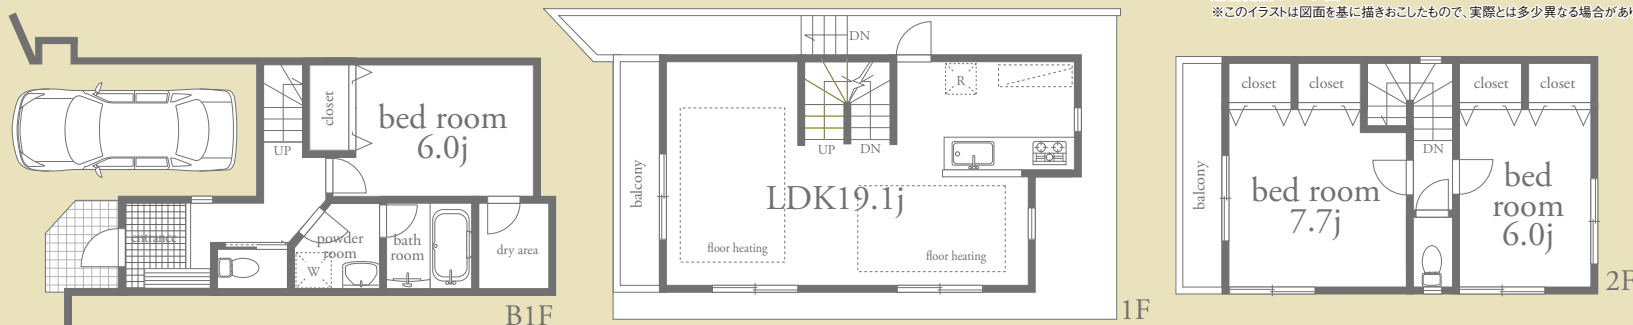 ※このイラストは図面を基に描きおこしたもので、実際とは多少異なる場合があり
closet
bed room
6.0j
UP
entrance
powder
room
W
bath
room
dry area
B1F
DN
R
UP
DN
balcony
LDK19.1j
floor heating
floor heating
1F
closet
closet
closet
closet
DN
balcony
bed room
7.7j
bed
room
6.0j
2F